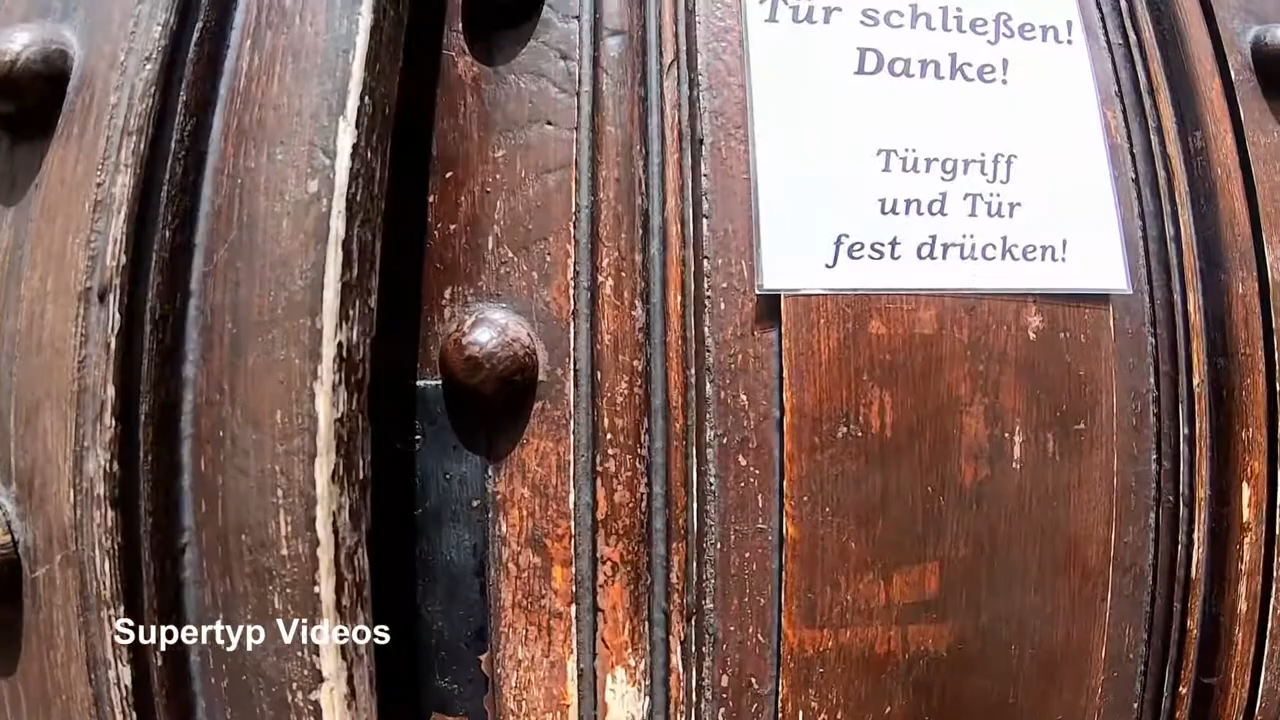 Tür schließen!
Danke!
Türgriff
und Tür
fest drücken!
Supertyp Videos